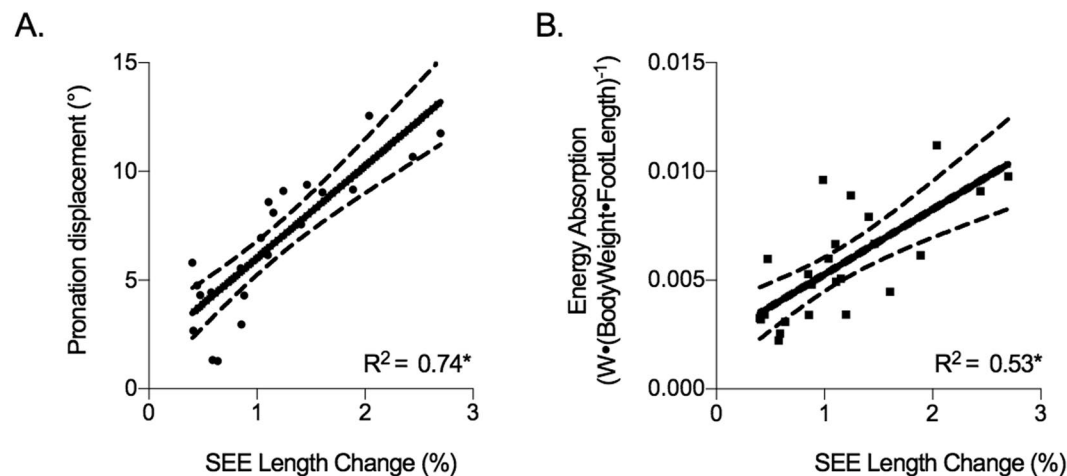 A.
Pronation displacement (°)
15
10
5
0
0 1 2 3
R² = 0.74*
SEE Length Change (%)
B.
Energy Absorption
(W•(BodyWeight•FootLength)⁻¹
0.015
0.010
0.005
0.000
0 1 2 3
R² = 0.53*
SEE Length Change (%)